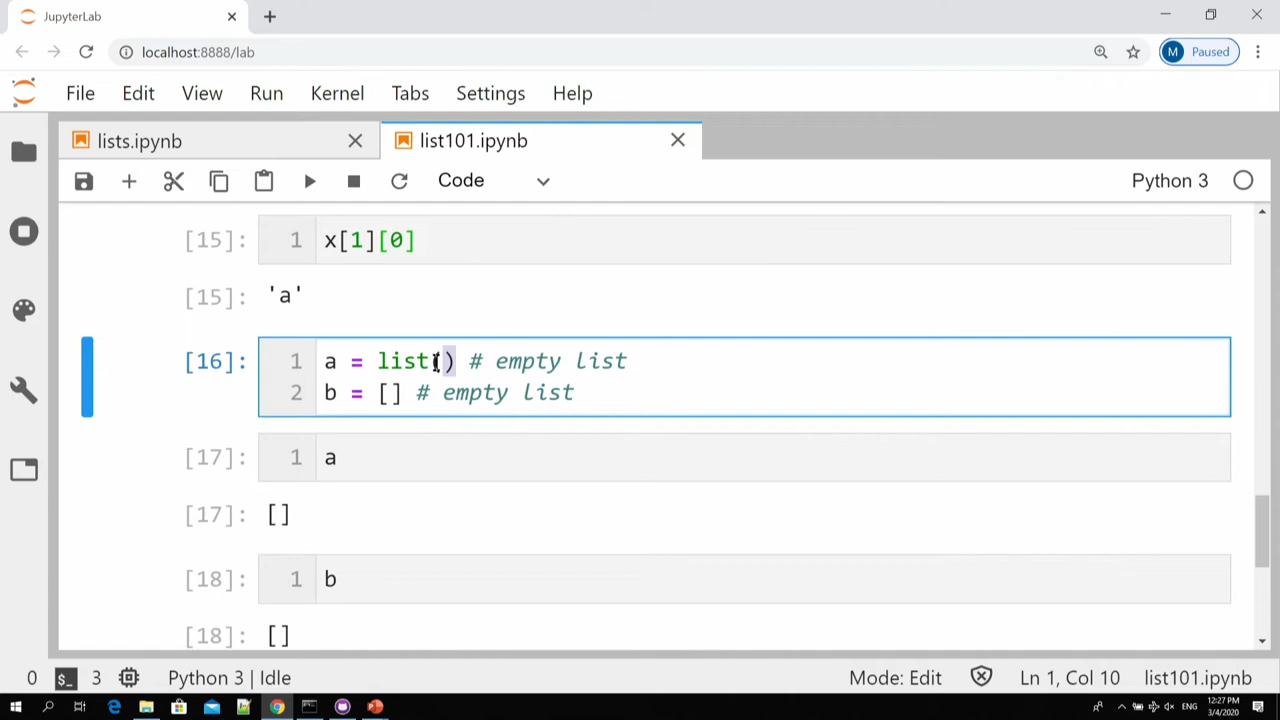 JupyterLab
localhost:8888/lab
M Paused
File Edit View Run Kernel Tabs Settings Help
lists.ipynb
list101.ipynb
Code
Python 3
[15]: 1 x[1][0]
[15]: 'a'
[16]: 1 a = list() # empty list
2 b = [] # empty list
[17]: 1 a
[17]: []
[18]: 1 b
[18]: []
0 $_ 3 Python 3 | Idle Mode: Edit Ln 1, Col 10 list101.ipynb
ENG
12:27 PM
3/4/2020